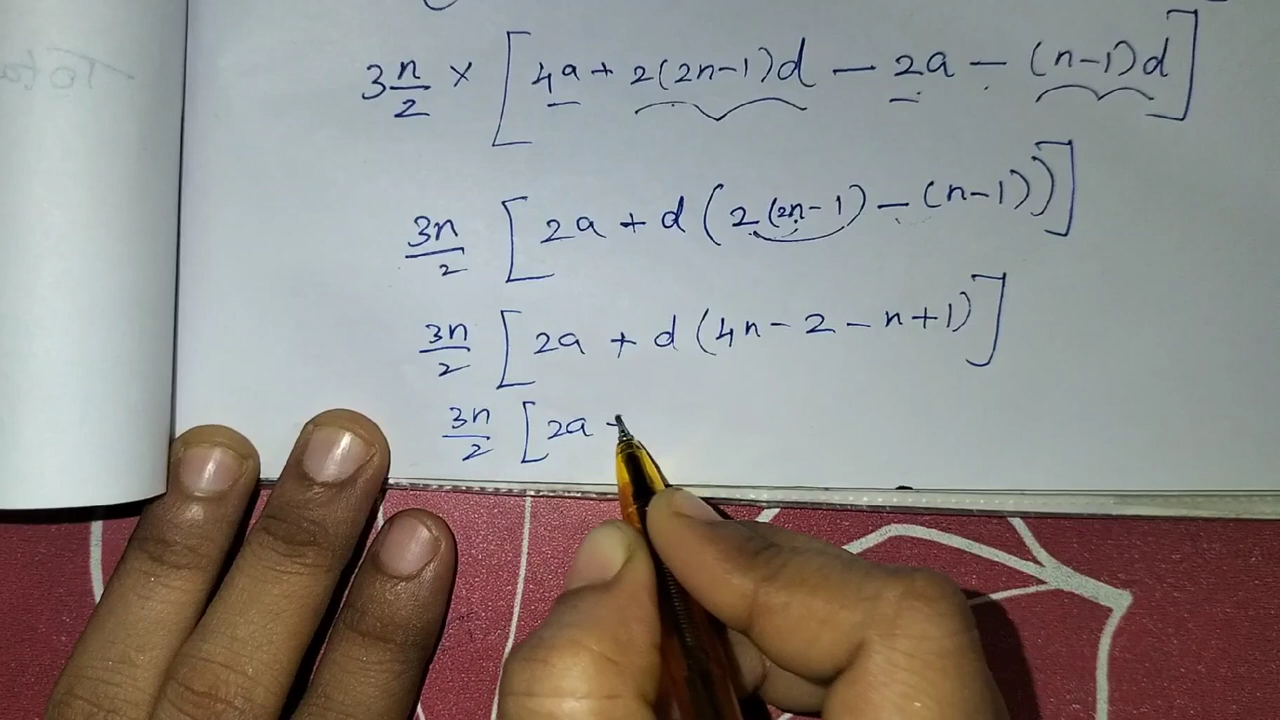 3n/2 × [4a + 2(2n-1)d - 2a - (n-1)d]
3n/2 [2a + d(2(2n-1) - (n-1))]
3n/2 [2a + d(4n-2-n+1)]
3n/2 [2a +